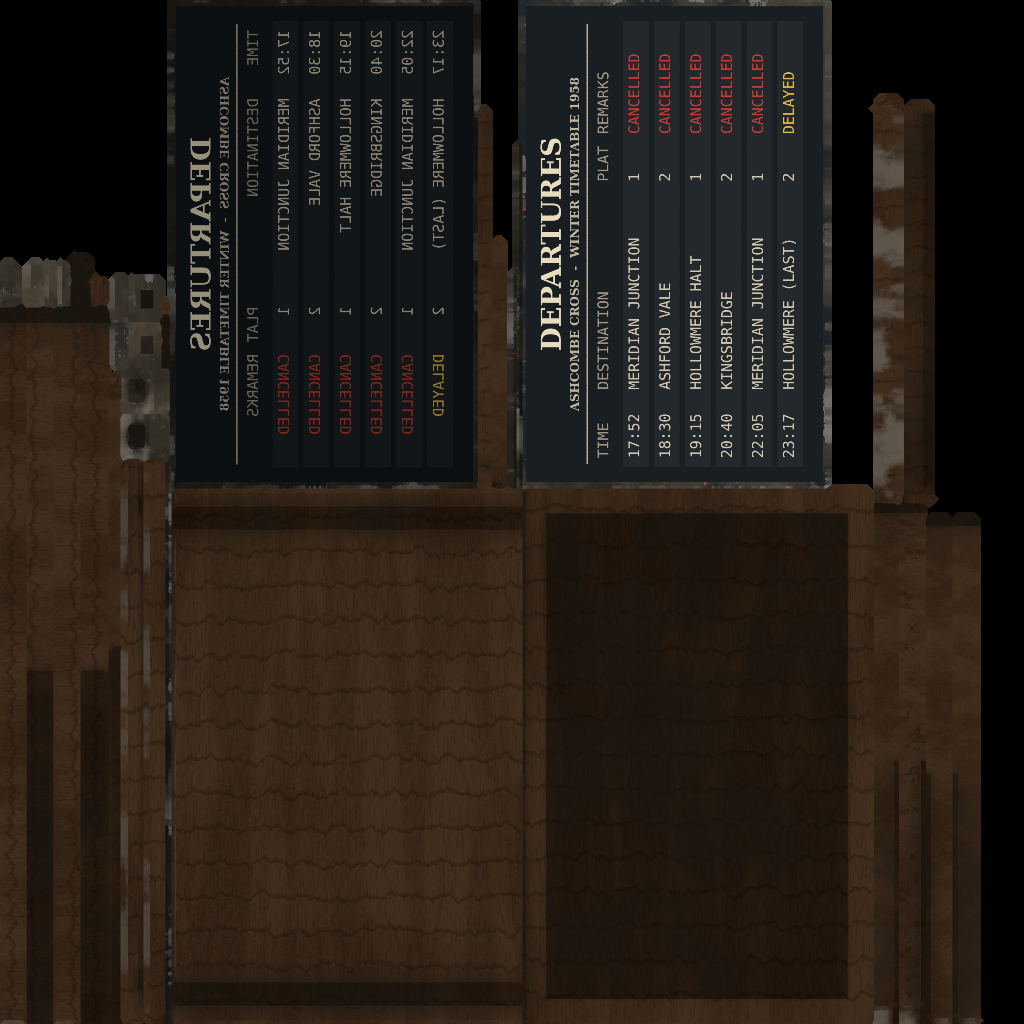 DEPARTURES
ASHCOMBE CROSS - WINTER TIMETABLE 1958
TIME DESTINATION PLAT REMARKS
17:52 MERIDIAN JUNCTION 1 CANCELLED
18:30 ASHFORD VALE 2 CANCELLED
19:15 HOLLOWMERE HALT 1 CANCELLED
20:40 KINGSBRIDGE 2 CANCELLED
22:05 MERIDIAN JUNCTION 1 CANCELLED
23:17 HOLLOWMERE (LAST) 2 DELAYED
DEPARTURES
ASHCOMBE CROSS - WINTER TIMETABLE 1958
TIME DESTINATION PLAT REMARKS
17:52 MERIDIAN JUNCTION 1 CANCELLED
18:30 ASHFORD VALE 2 CANCELLED
19:15 HOLLOWMERE HALT 1 CANCELLED
20:40 KINGSBRIDGE 2 CANCELLED
22:05 MERIDIAN JUNCTION 1 CANCELLED
23:17 HOLLOWMERE (LAST) 2 DELAYED